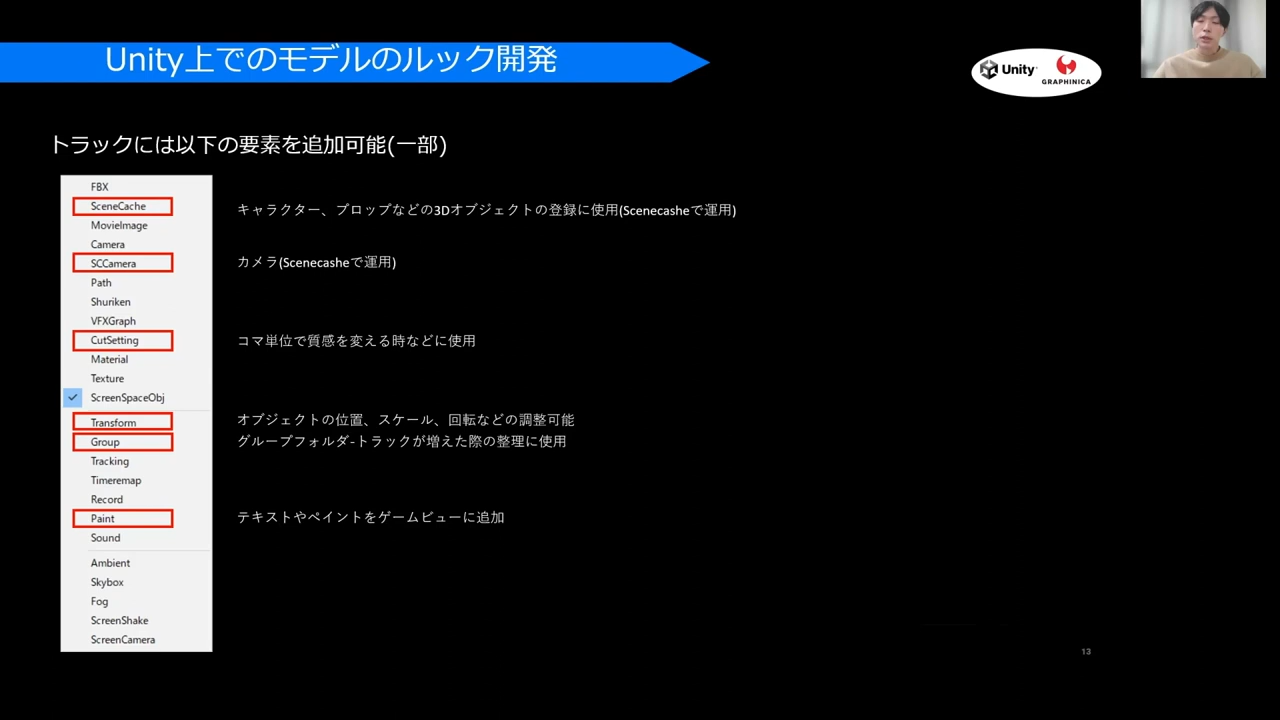 Unity上でのモデルのルック開発
Unity
GRAPHINICA
トラックには以下の要素を追加可能(一部)
FBX
SceneCache
キャラクター、プロップなどの3Dオブジェクトの登録に使用(Scenecasheで運用)
MovieImage
Camera
SCCamera
カメラ(Scenecasheで運用)
Path
Shuriken
VFXGraph
CutSetting
コマ単位で質感を変える時などに使用
Material
Texture
ScreenSpaceObj
Transform
オブジェクトの位置、スケール、回転などの調整可能
Group
グループフォルダ-トラックが増えた際の整理に使用
Tracking
Timeremap
Record
Paint
テキストやペイントをゲームビューに追加
Sound
Ambient
Skybox
Fog
ScreenShake
ScreenCamera
13